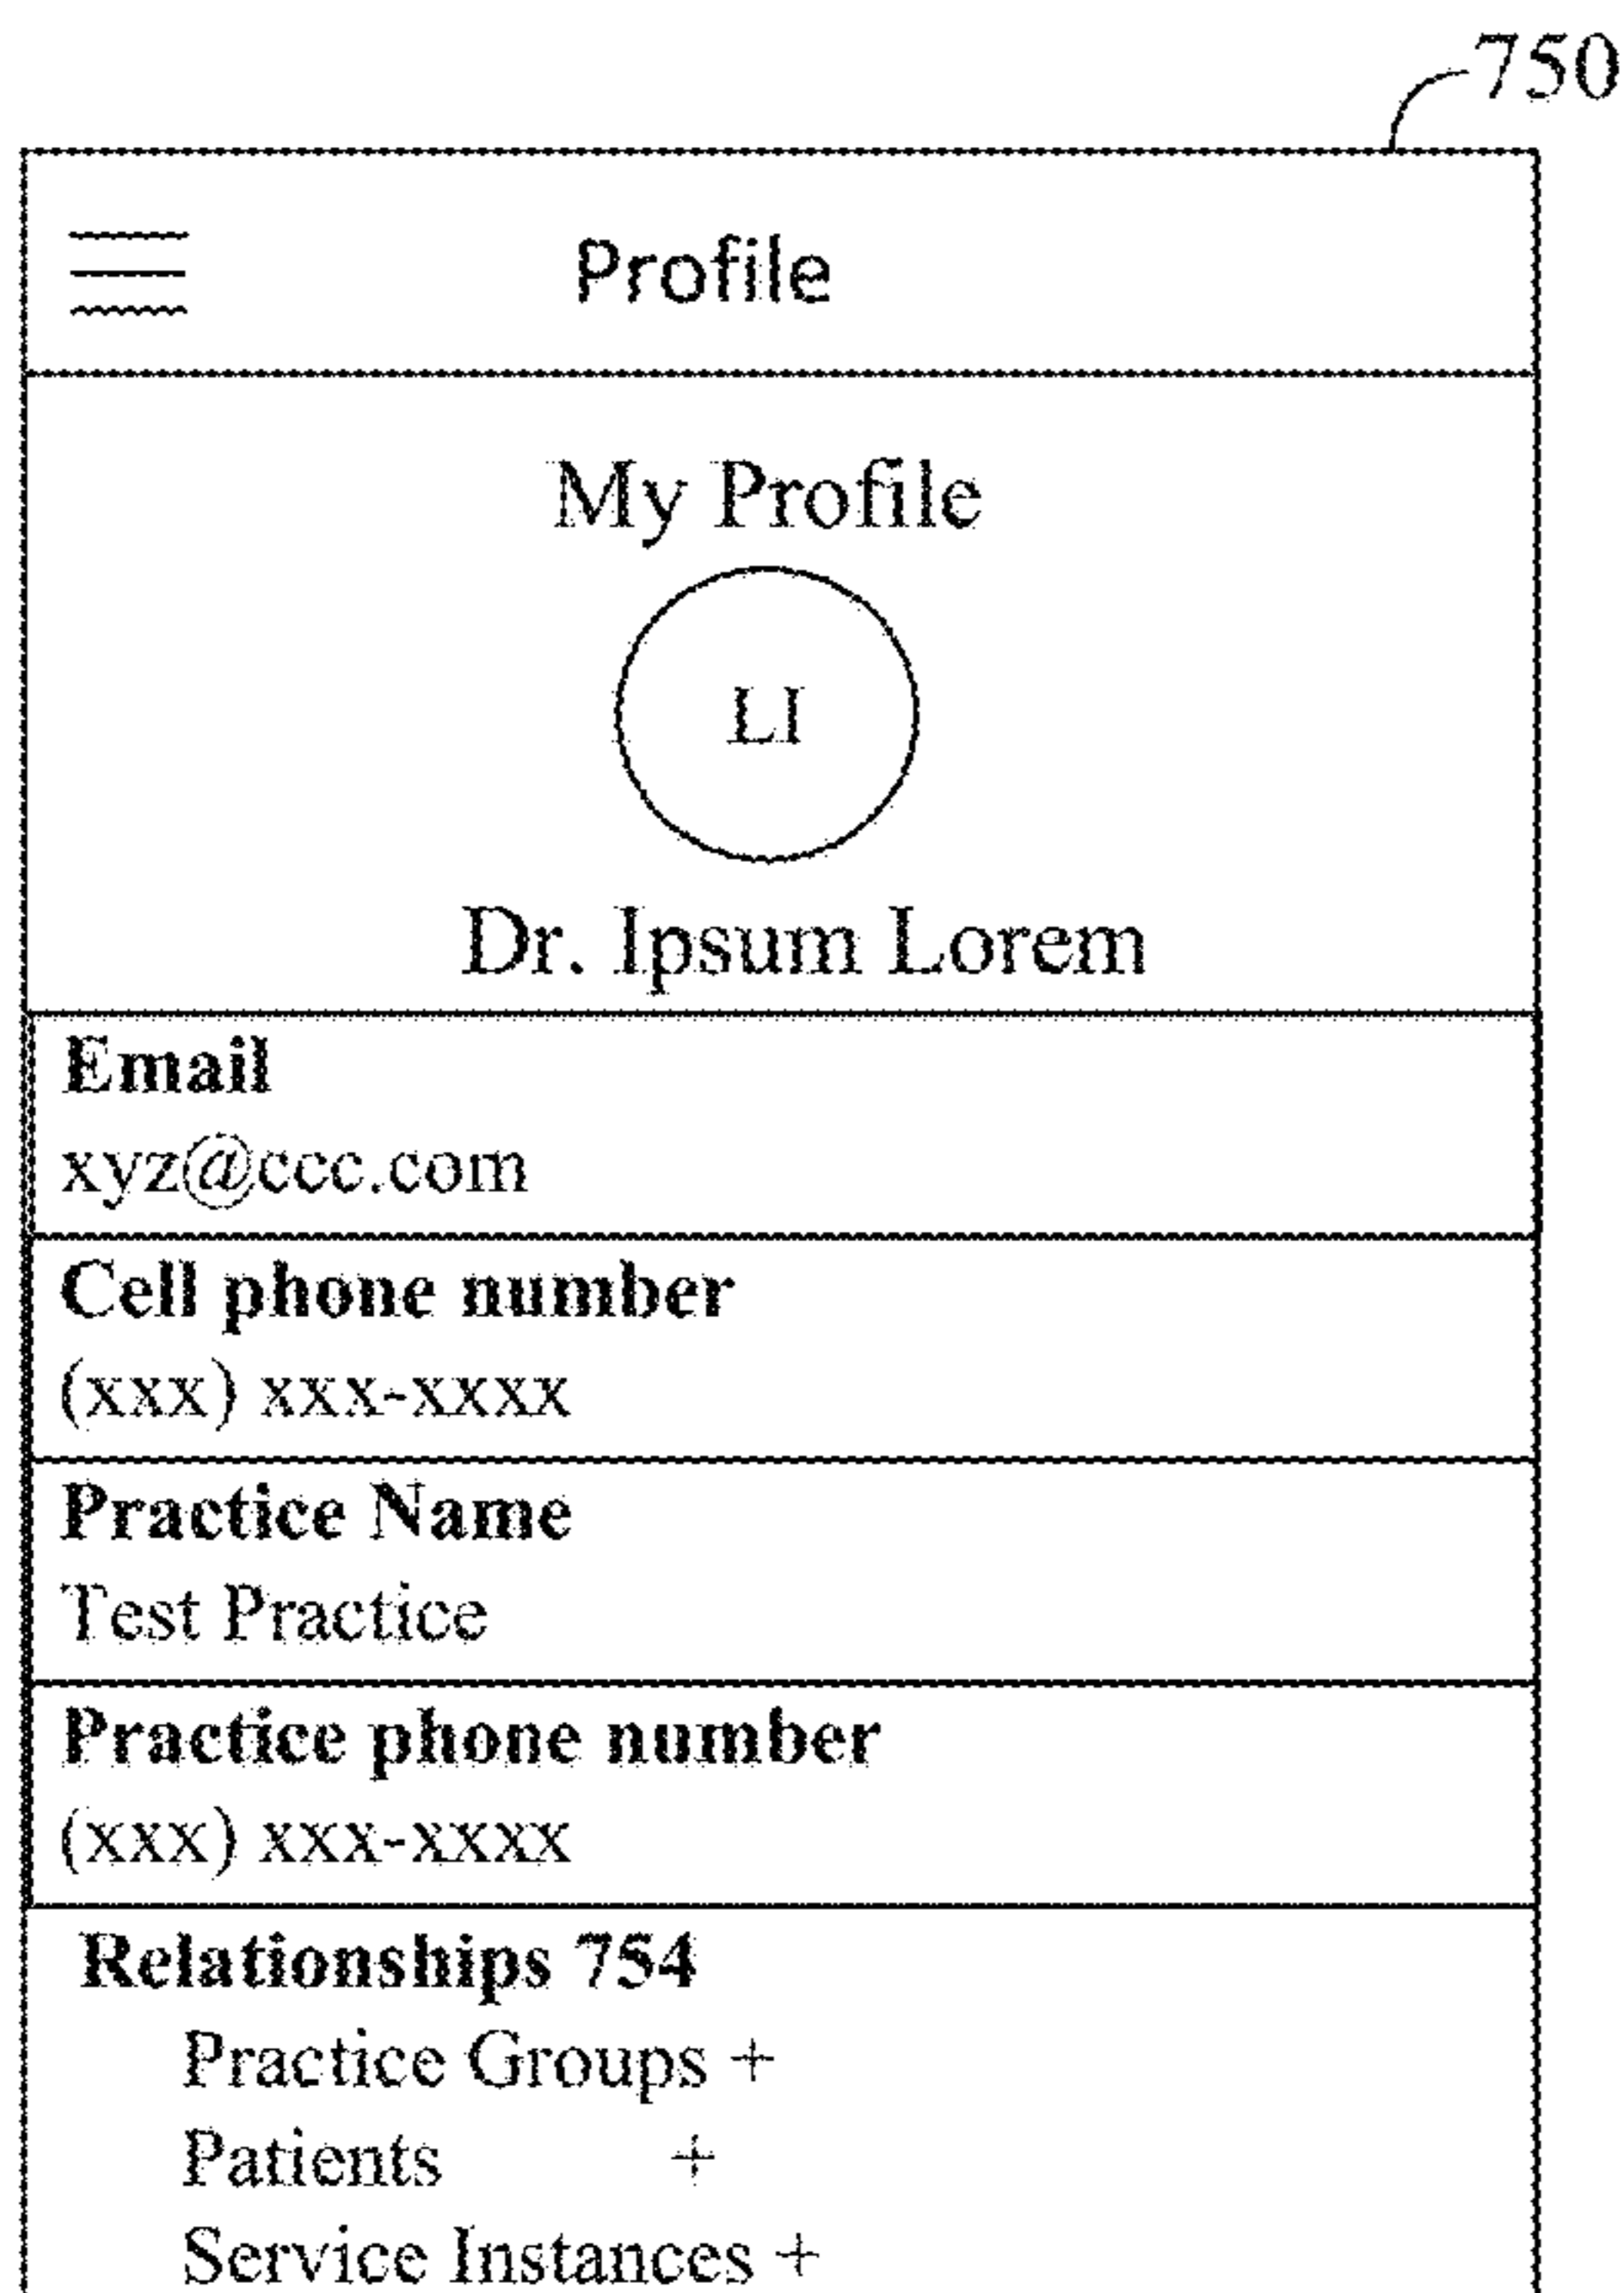 750
Profile
My Profile
LI
Dr. Ipsum Lorem
Email
xyz@ccc.com
Cell phone number
(xxx) xxx-xxxx
Practice Name
Test Practice
Practice phone number
(xxx) xxx-xxxx
Relationships 754
Practice Groups +
Patients +
Service Instances +